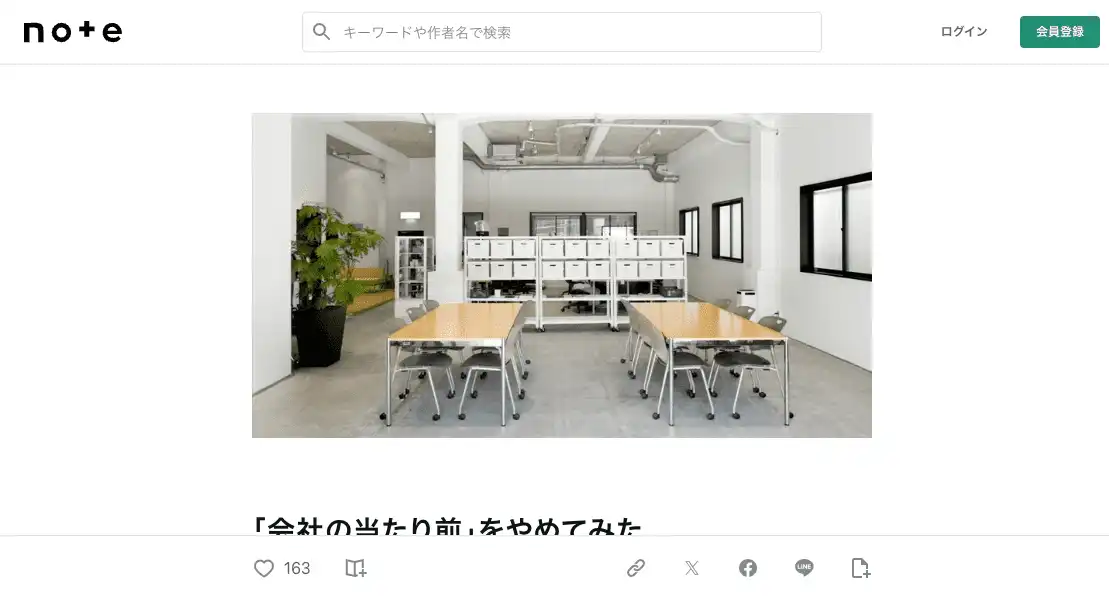 note
キーワードや作者名で検索
ログイン
会員登録
「会社の当たり前」をやめてみた
163
LINE